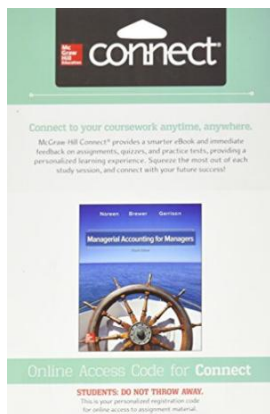 Mc
Graw
Hill
Education
connect®
Connect to your coursework anytime, anywhere.
McGraw Hill Connect® provides a smarter eBook and immediate
feedback on assignments, quizzes, and practice tests, providing a
personalized learning experience. Squeeze the most out of each
study session, and connect with your future success!
Noreen Brewer Garrison
Managerial Accounting for Managers
Online Access Code for Connect
STUDENTS: DO NOT THROW AWAY.
This is your personalized registration code
for online access to assignment material.